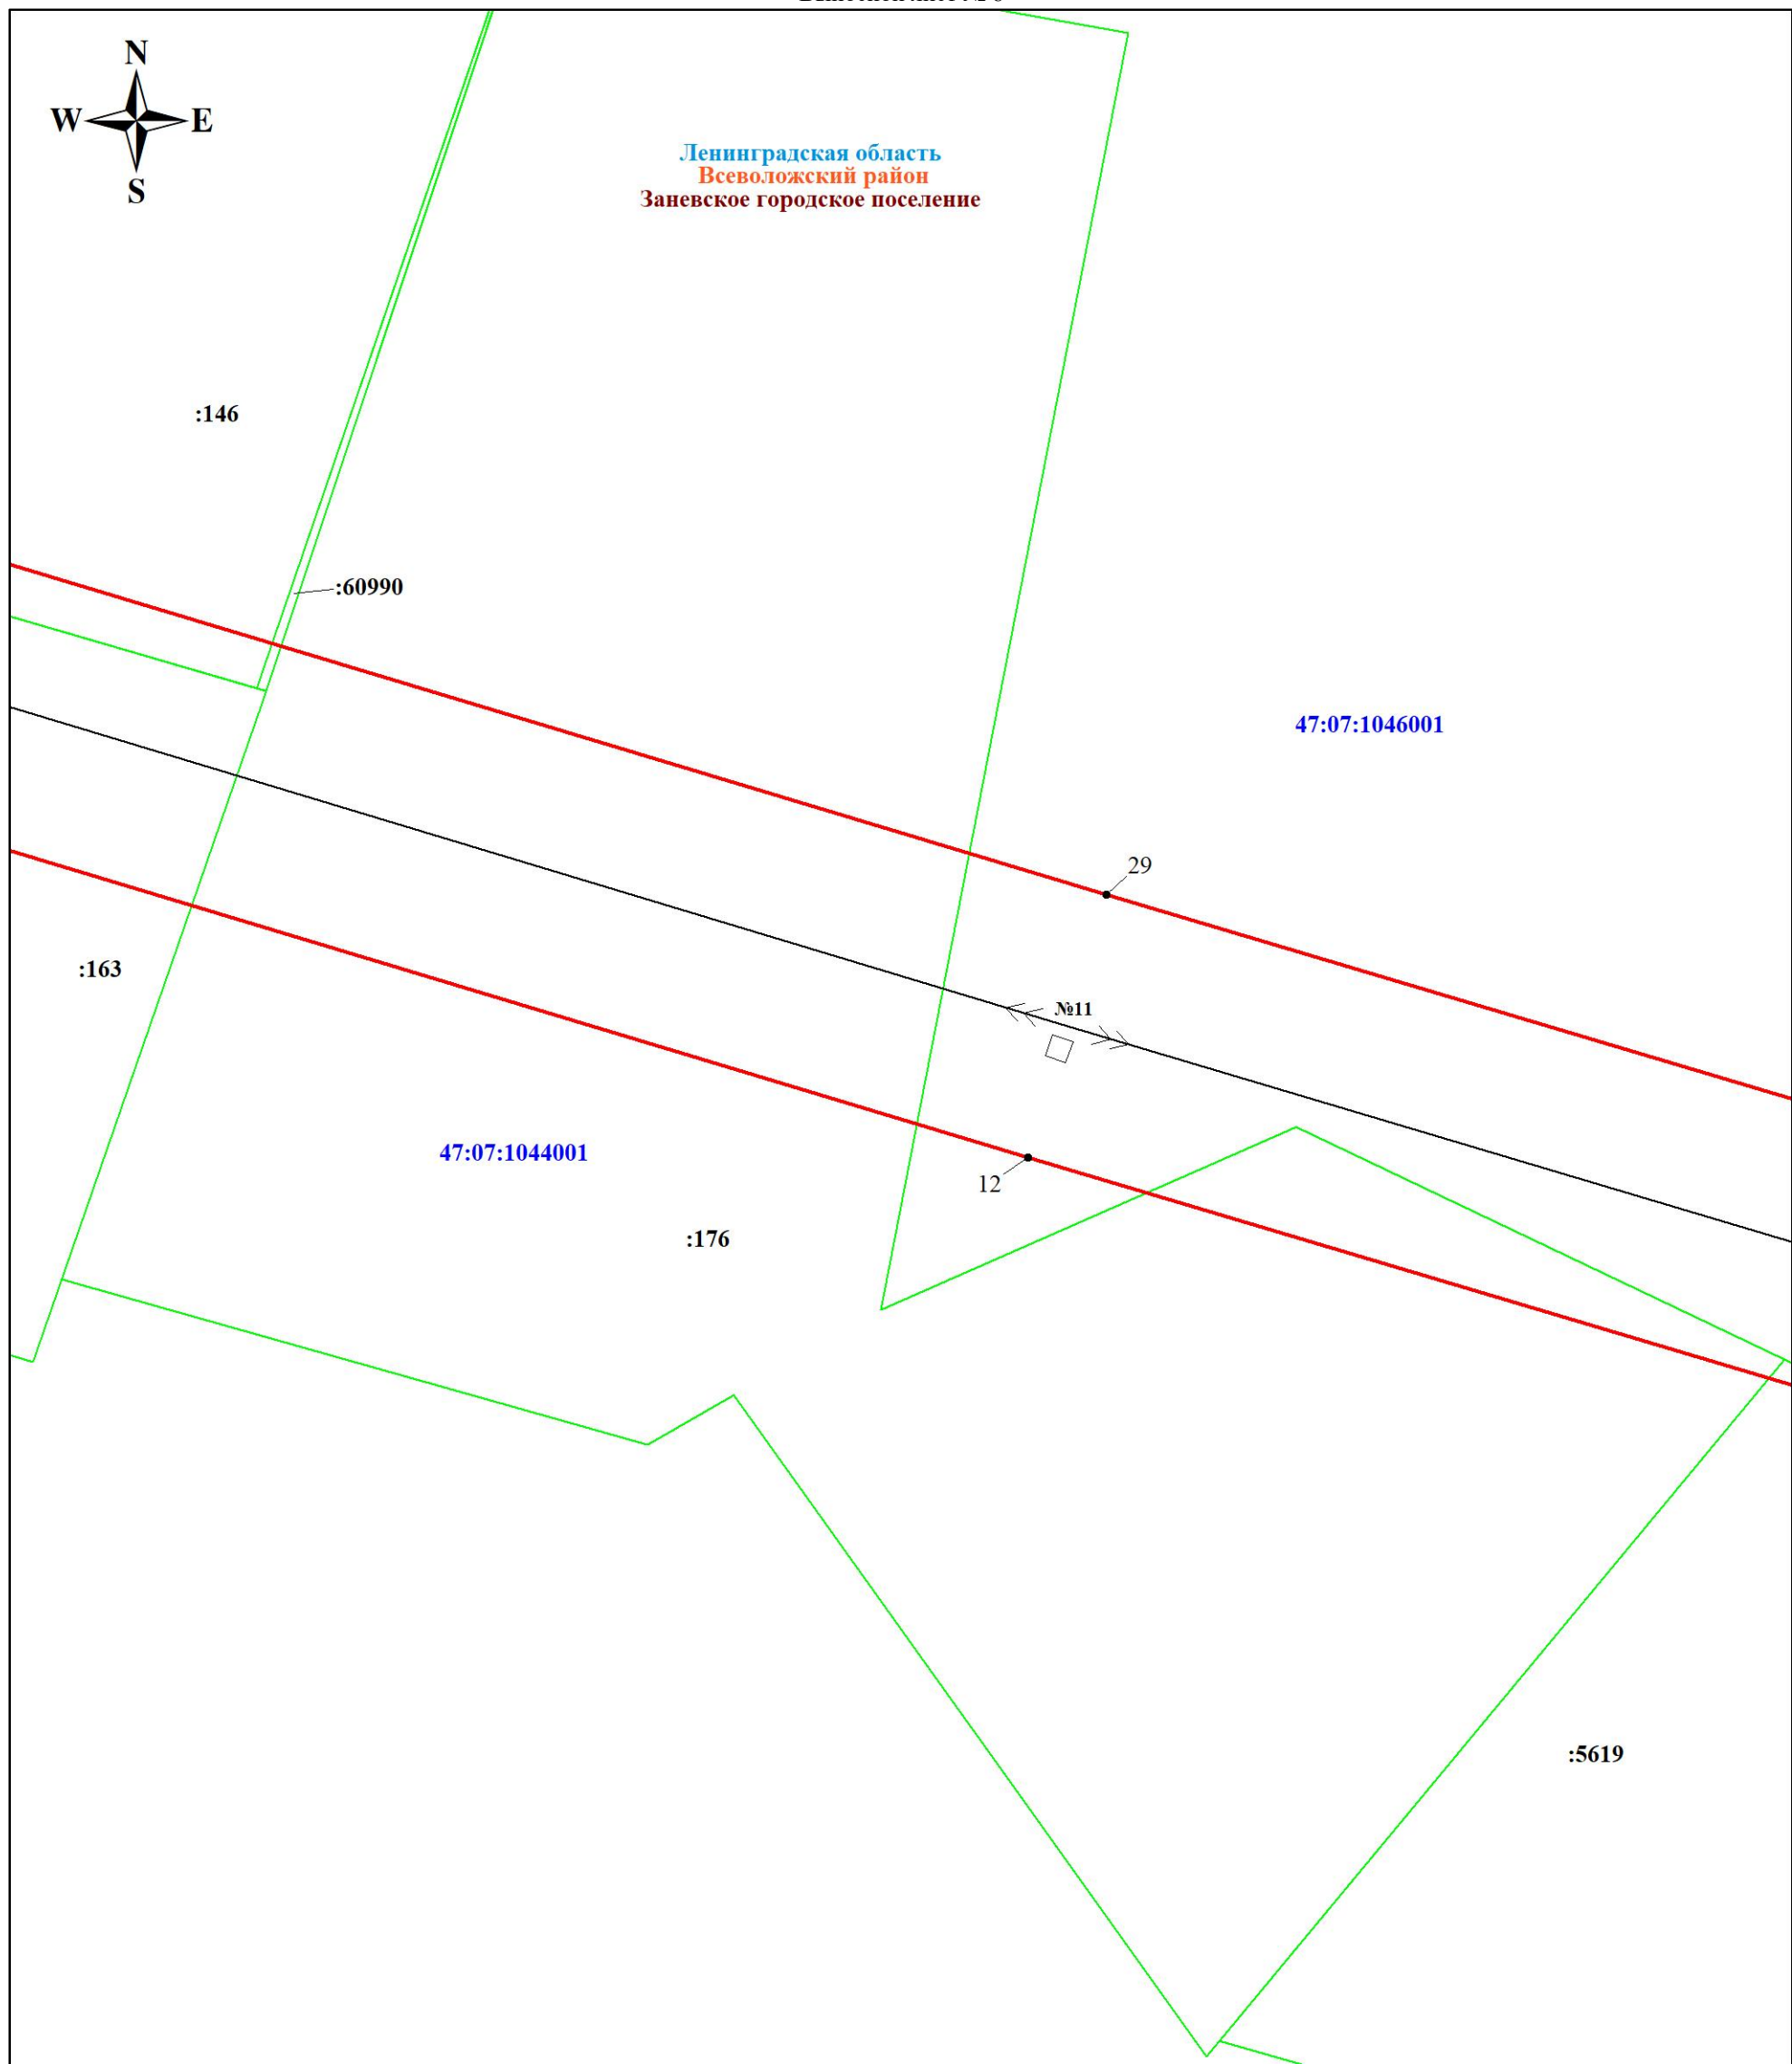 N
W E
S
Ленинградская область
Всеволожский район
Заневское городское поселение
:146
:60990
47:07:1046001
29
:163
№11
47:07:1044001
12
:176
:5619